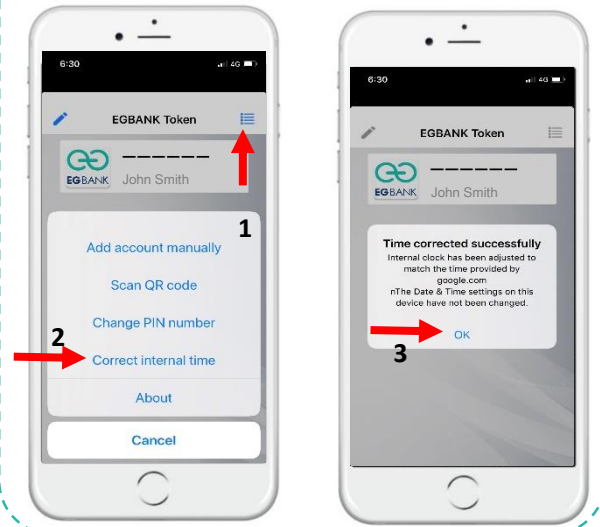 6:30
4G
EGBANK Token
1
EGBANK
John Smith
Add account manually
Scan QR code
Change PIN number
2
Correct internal time
About
Cancel
6:30
4G
EGBANK Token
EGBANK
John Smith
Time corrected successfully
Internal clock has been adjusted to
match the time provided by
google.com
nThe Date & Time settings on this
device have not been changed.
OK
3